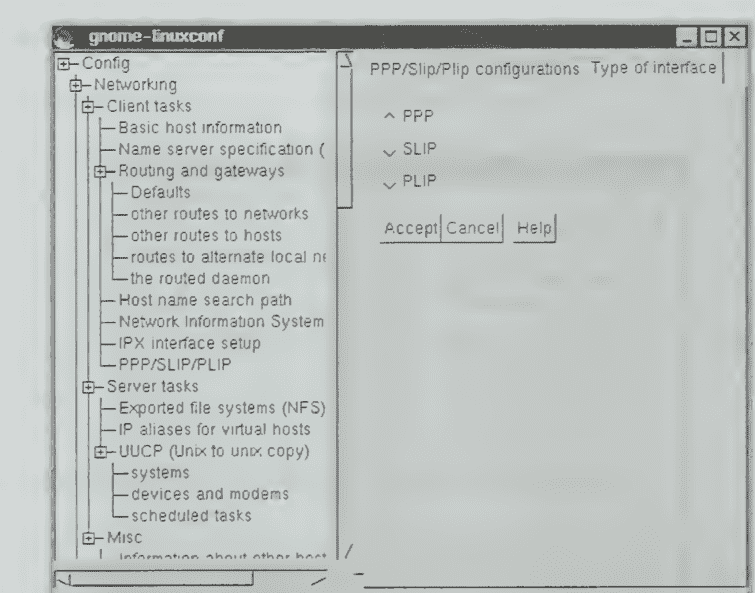 gnome-linuxconf
Config
Networking
Client tasks
Basic host information
Name server specification (
Routing and gateways
Defaults
other routes to networks
other routes to hosts
routes to alternate local ne
the routed daemon
Host name search path
Network Information System
IPX interface setup
PPP/SLIP/PLIP
Server tasks
Exported file systems (NFS)
IP aliases for virtual hosts
UUCP (Unix to unix copy)
systems
devices and modems
scheduled tasks
Misc
Information about other host
PPP/Slip/Plip configurations Type of interface
PPP
SLIP
PLIP
Accept Cancel Help